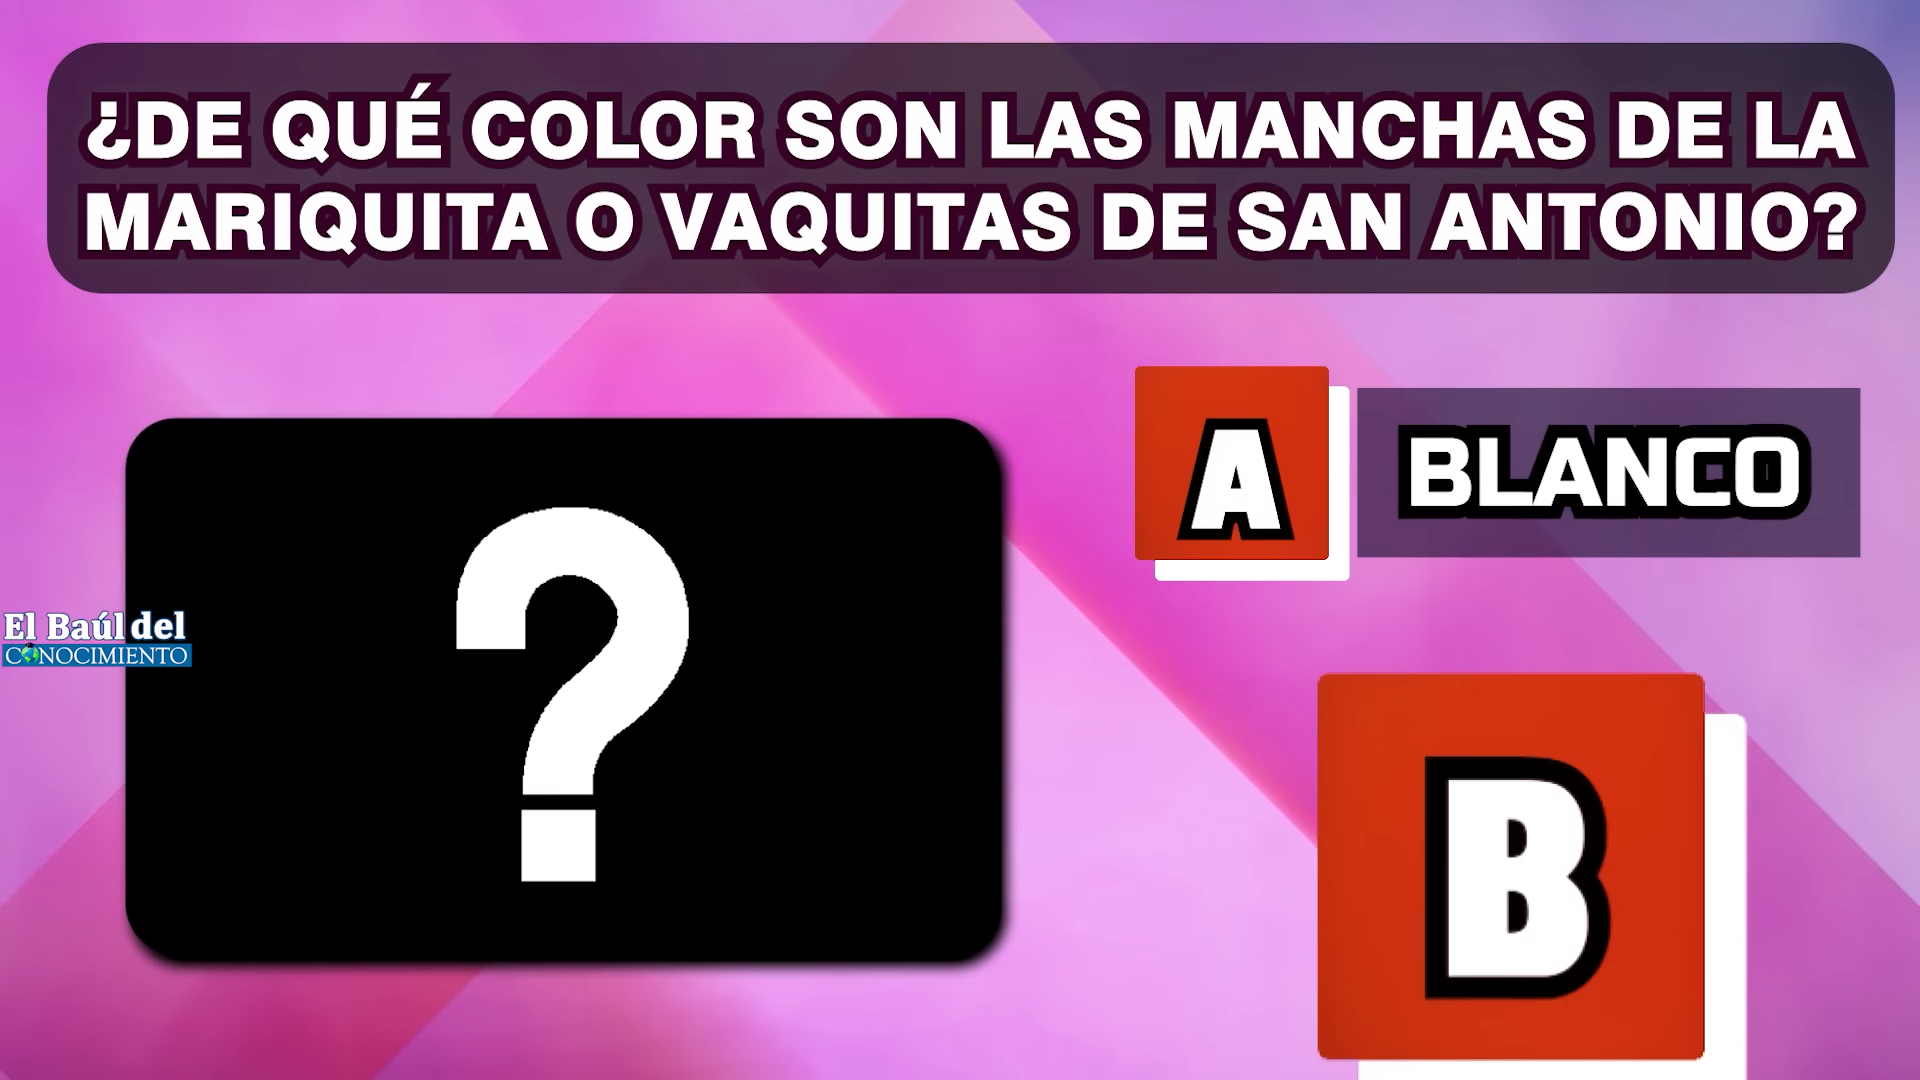 ¿DE QUÉ COLOR SON LAS MANCHAS DE LA
MARIQUITA O VAQUITAS DE SAN ANTONIO?
A BLANCO
?
El Baúl del
CONOCIMIENTO
B